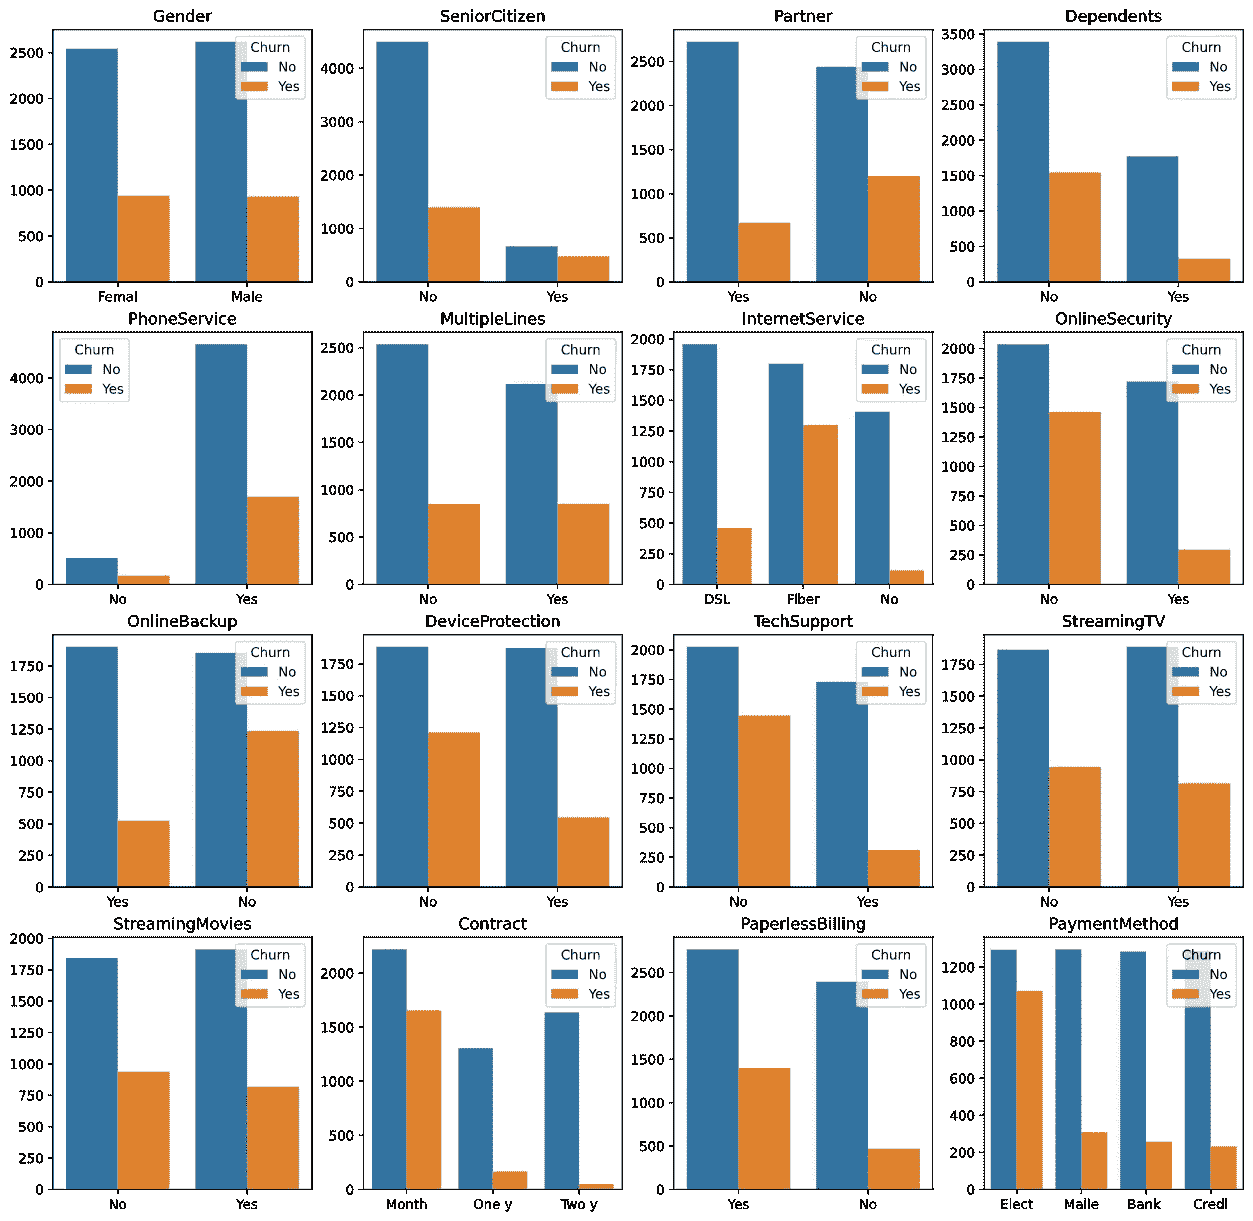 Gender
Churn
No
Yes
2500
2000
1500
1000
500
0
Femal Male
SeniorCitizen
Churn
No
Yes
4000
3000
2000
1000
0
No Yes
Partner
Churn
No
Yes
2500
2000
1500
1000
500
0
Yes No
Dependents
Churn
No
Yes
3500
3000
2500
2000
1500
1000
500
0
No Yes
PhoneService
Churn
No
Yes
4000
3000
2000
1000
0
No Yes
MultipleLines
Churn
No
Yes
2500
2000
1500
1000
500
0
No Yes
InternetService
Churn
No
Yes
2000
1750
1500
1250
1000
750
500
250
0
DSL Fiber No
OnlineSecurity
Churn
No
Yes
2000
1750
1500
1250
1000
750
500
250
0
No Yes
OnlineBackup
Churn
No
Yes
1750
1500
1250
1000
750
500
250
0
Yes No
DeviceProtection
Churn
No
Yes
1750
1500
1250
1000
750
500
250
0
No Yes
TechSupport
Churn
No
Yes
2000
1750
1500
1250
1000
750
500
250
0
No Yes
StreamingTV
Churn
No
Yes
1750
1500
1250
1000
750
500
250
0
No Yes
StreamingMovies
Churn
No
Yes
2000
1750
1500
1250
1000
750
500
250
0
No Yes
Contract
Churn
No
Yes
2000
1500
1000
500
0
Month One y Two y
PaperlessBilling
Churn
No
Yes
2500
2000
1500
1000
500
0
Yes No
PaymentMethod
Churn
No
Yes
1200
1000
800
600
400
200
0
Elect Maile Bank Credi